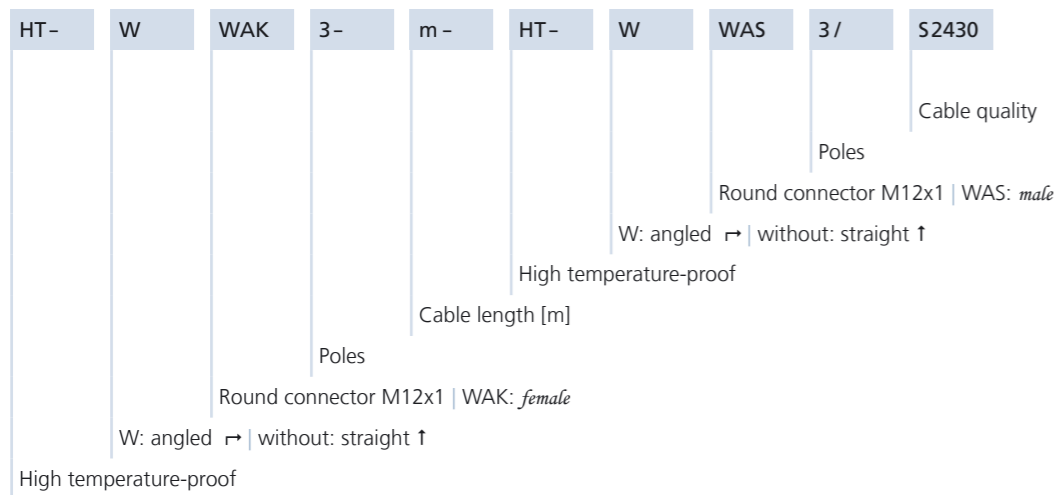 HT- W WAK 3- m - HT- W WAS 3/ S2430
Cable quality
Poles
Round connector M12x1 | WAS: male
W: angled ↱ | without: straight ↑
High temperature-proof
Cable length [m]
Poles
Round connector M12x1 | WAK: female
W: angled ↱ | without: straight ↑
High temperature-proof